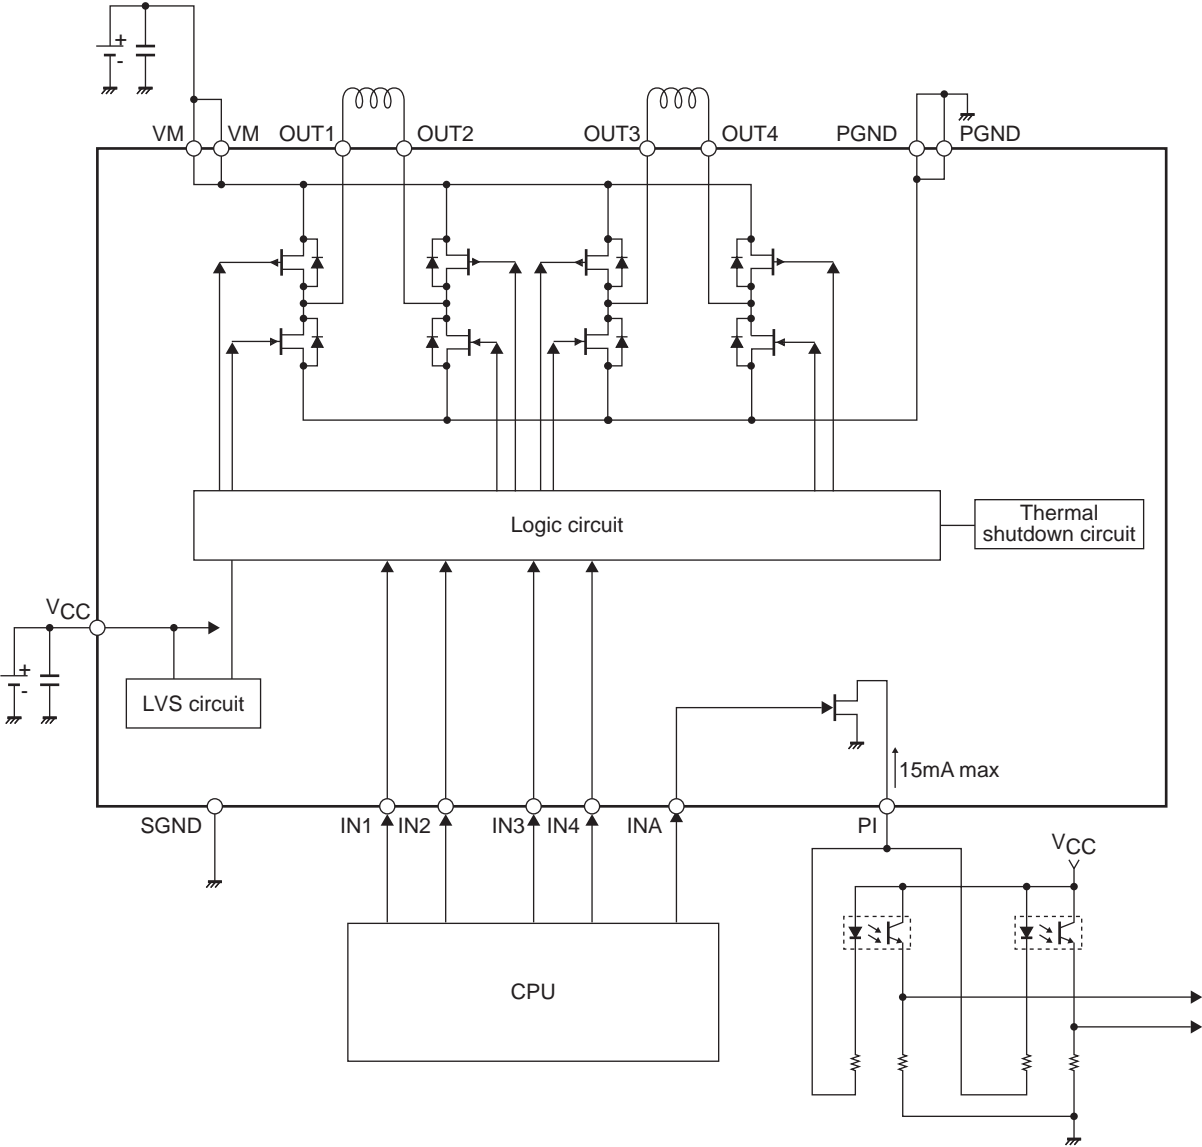 +
-
VM
VM
OUT1
OUT2
OUT3
OUT4
PGND
PGND
Logic circuit
Thermal
shutdown circuit
VCC
+
-
LVS circuit
15mA max
SGND
IN1
IN2
IN3
IN4
INA
PI
VCC
CPU